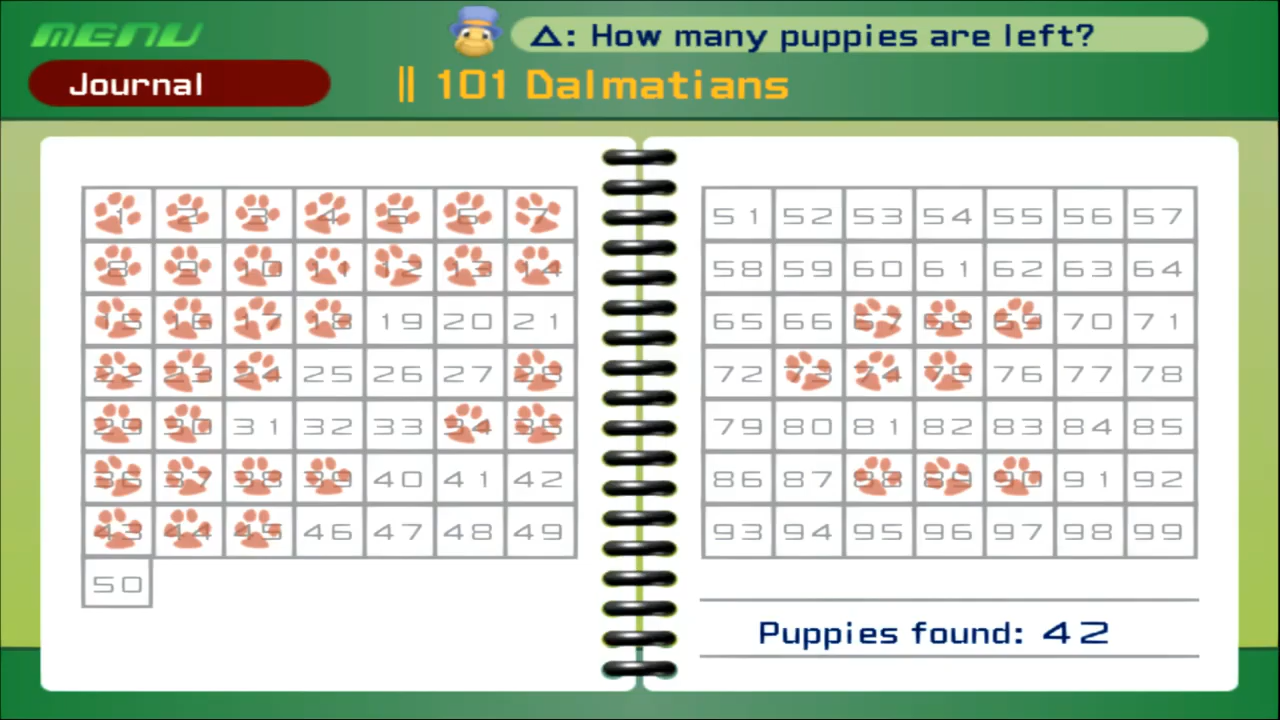 MENU
△: How many puppies are left?
Journal
101 Dalmatians
1 2 3 4 5 6 7
8 9 10 11 12 13 14
15 16 17 18 19 20 21
22 23 24 25 26 27 28
29 30 31 32 33 34 35
36 37 38 39 40 41 42
43 44 45 46 47 48 49
50
51 52 53 54 55 56 57
58 59 60 61 62 63 64
65 66 67 68 69 70 71
72 73 74 75 76 77 78
79 80 81 82 83 84 85
86 87 88 89 90 91 92
93 94 95 96 97 98 99
Puppies found: 42